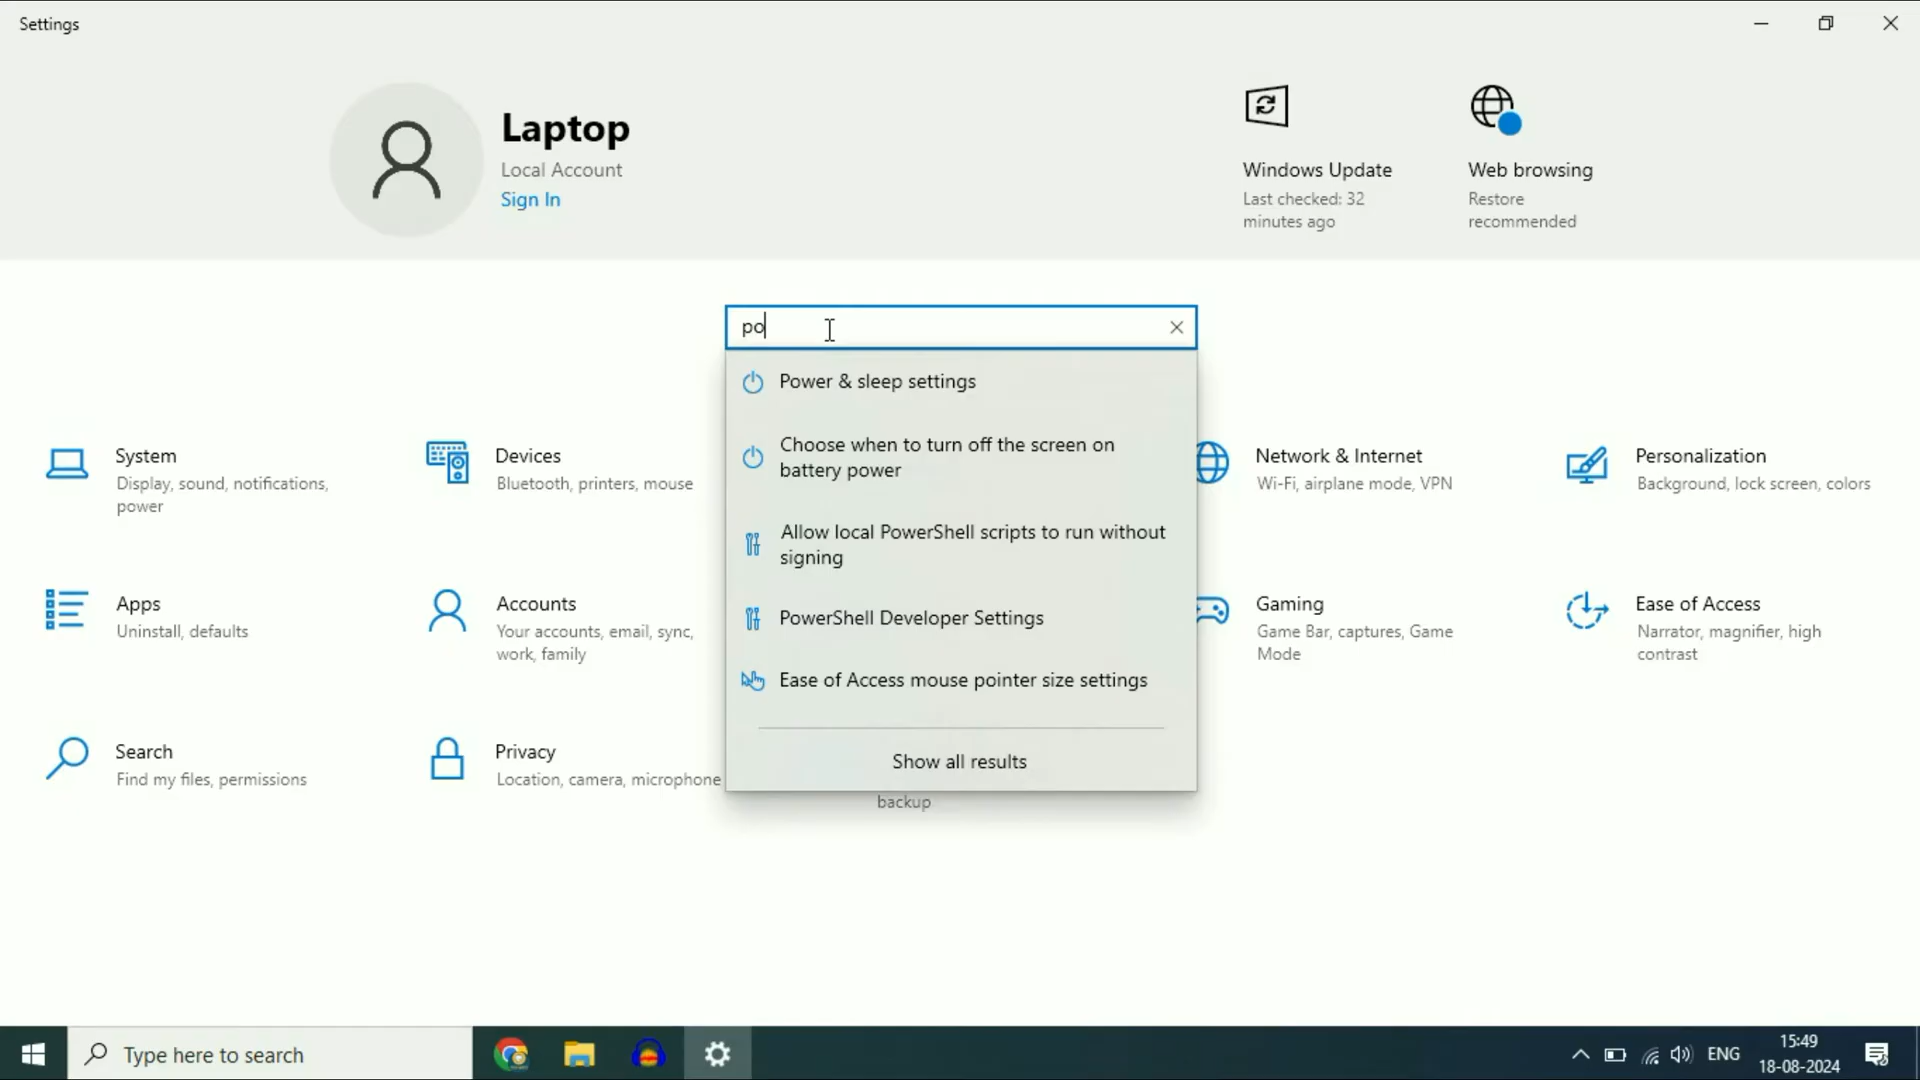 Settings
Laptop
Local Account
Sign In
Windows Update
Last checked: 32
minutes ago
Web browsing
Restore
recommended
po
Power & sleep settings
Choose when to turn off the screen on
battery power
Allow local PowerShell scripts to run without
signing
PowerShell Developer Settings
Ease of Access mouse pointer size settings
Show all results
System
Display, sound, notifications,
power
Devices
Bluetooth, printers, mouse
Network & Internet
Wi-Fi, airplane mode, VPN
Personalization
Background, lock screen, colors
Apps
Uninstall, defaults
Accounts
Your accounts, email, sync,
work, family
Gaming
Game Bar, captures, Game
Mode
Ease of Access
Narrator, magnifier, high
contrast
Search
Find my files, permissions
Privacy
Location, camera, microphone
backup
Type here to search
ENG
15:49
18-08-2024